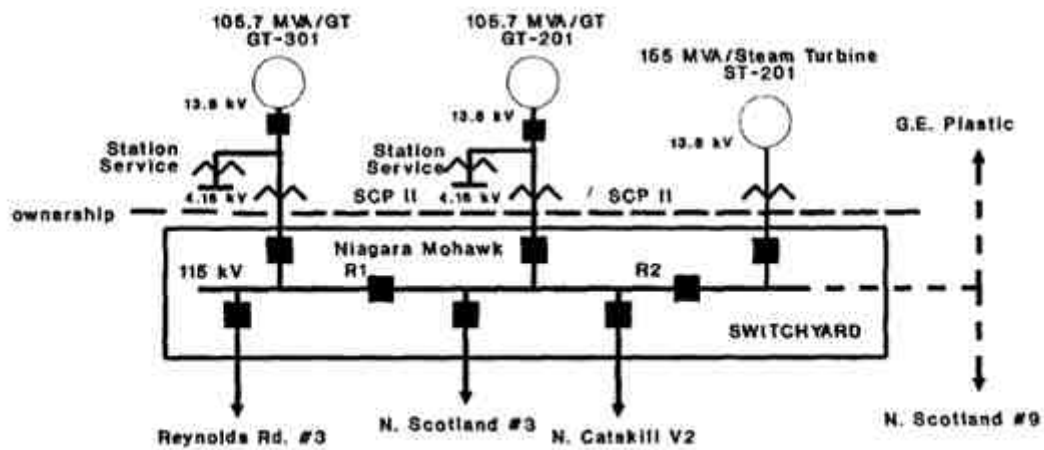 105.7 MVA/GT
GT-301
105.7 MVA/GT
GT-201
155 MVA/Steam Turbine
ST-201
13.8 kV
13.8 kV
13.8 kV
G.E. Plastic
Station
Service
Station
Service
4.16 kV
SCP II
4.16 kV
/ SCP II
ownership
Niagara Mohawk
115 kV
R1
R2
SWITCHYARD
Reynolds Rd. #3
N. Scotland #3
N. Catskill V2
N. Scotland #9